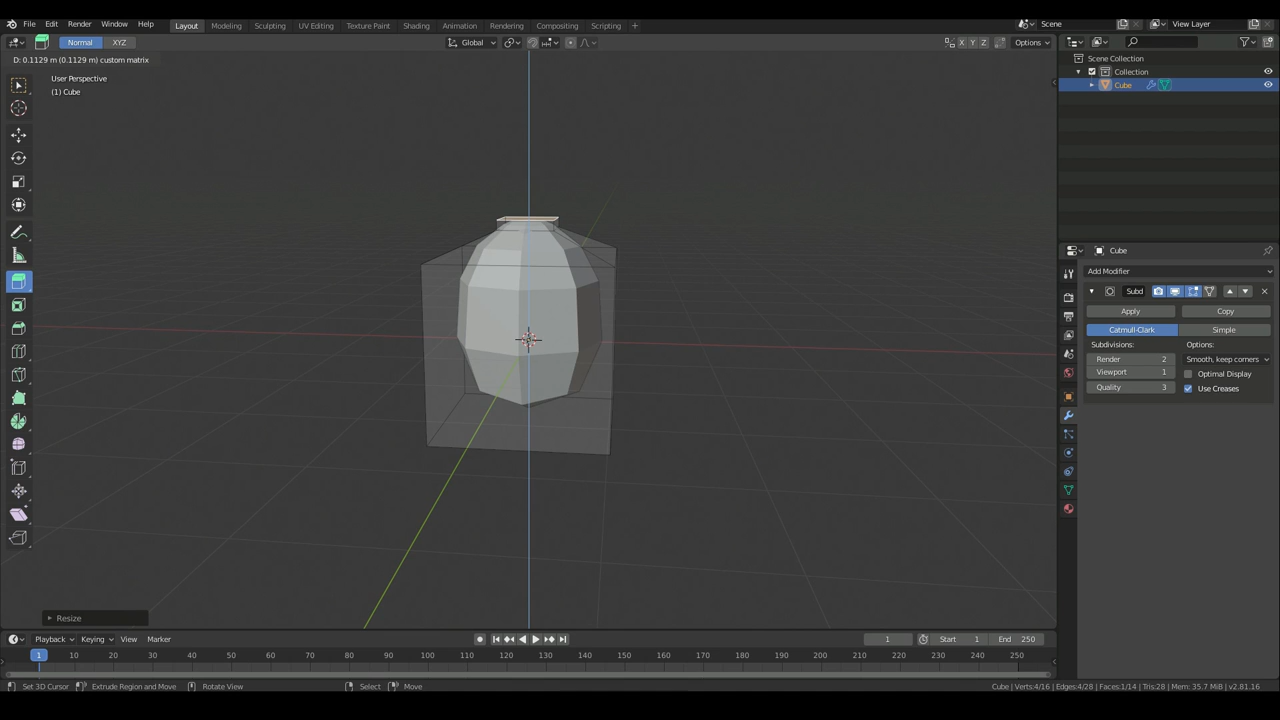 File Edit Render Window Help Layout Modeling Sculpting UV Editing Texture Paint Shading Animation Rendering Compositing Scripting + Scene View Layer
Normal XYZ Global X Y Z Options
D: 0.1129 m (0.1129 m) custom matrix
User Perspective
(1) Cube
Scene Collection
Collection
Cube
Cube
Add Modifier
Subd
Apply Copy
Catmull-Clark Simple
Subdivisions: Options:
Render 2 Smooth, keep corners
Viewport 1 Optimal Display
Quality 3 Use Creases
Resize
Playback Keying View Marker 1 Start 1 End 250
1 10 20 30 40 50 60 70 80 90 100 110 120 130 140 150 160 170 180 190 200 210 220 230 240 250
Set 3D Cursor Extrude Region and Move Rotate View Select Move Cube | Verts:4/16 | Edges:4/28 | Faces:1/14 | Tris:28 | Mem: 35.7 MiB | v2.81.16